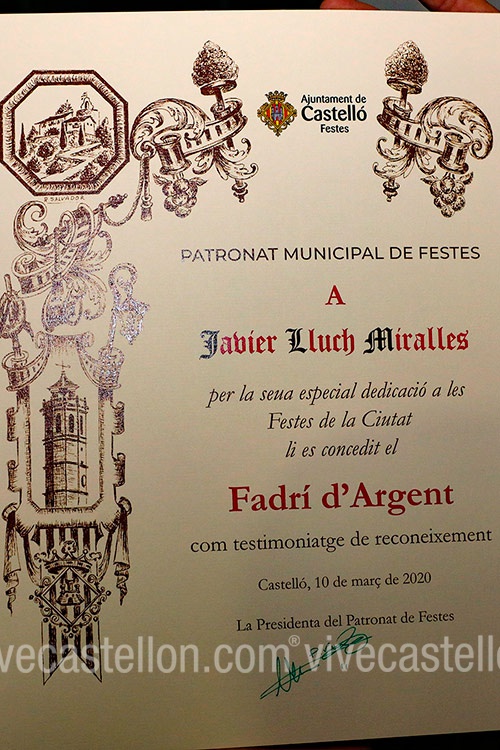 Ajuntament de
Castelló
Festes
R. SALVADOR
PATRONAT MUNICIPAL DE FESTES
A
Javier Lluch Miralles
per la seua especial dedicació a les
Festes de la Ciutat
li es concedit el
Fadrí d'Argent
com testimoniatge de reconeixement
Castelló, 10 de març de 2020
La Presidenta del Patronat de Festes
vecastellon.com® vivecastello